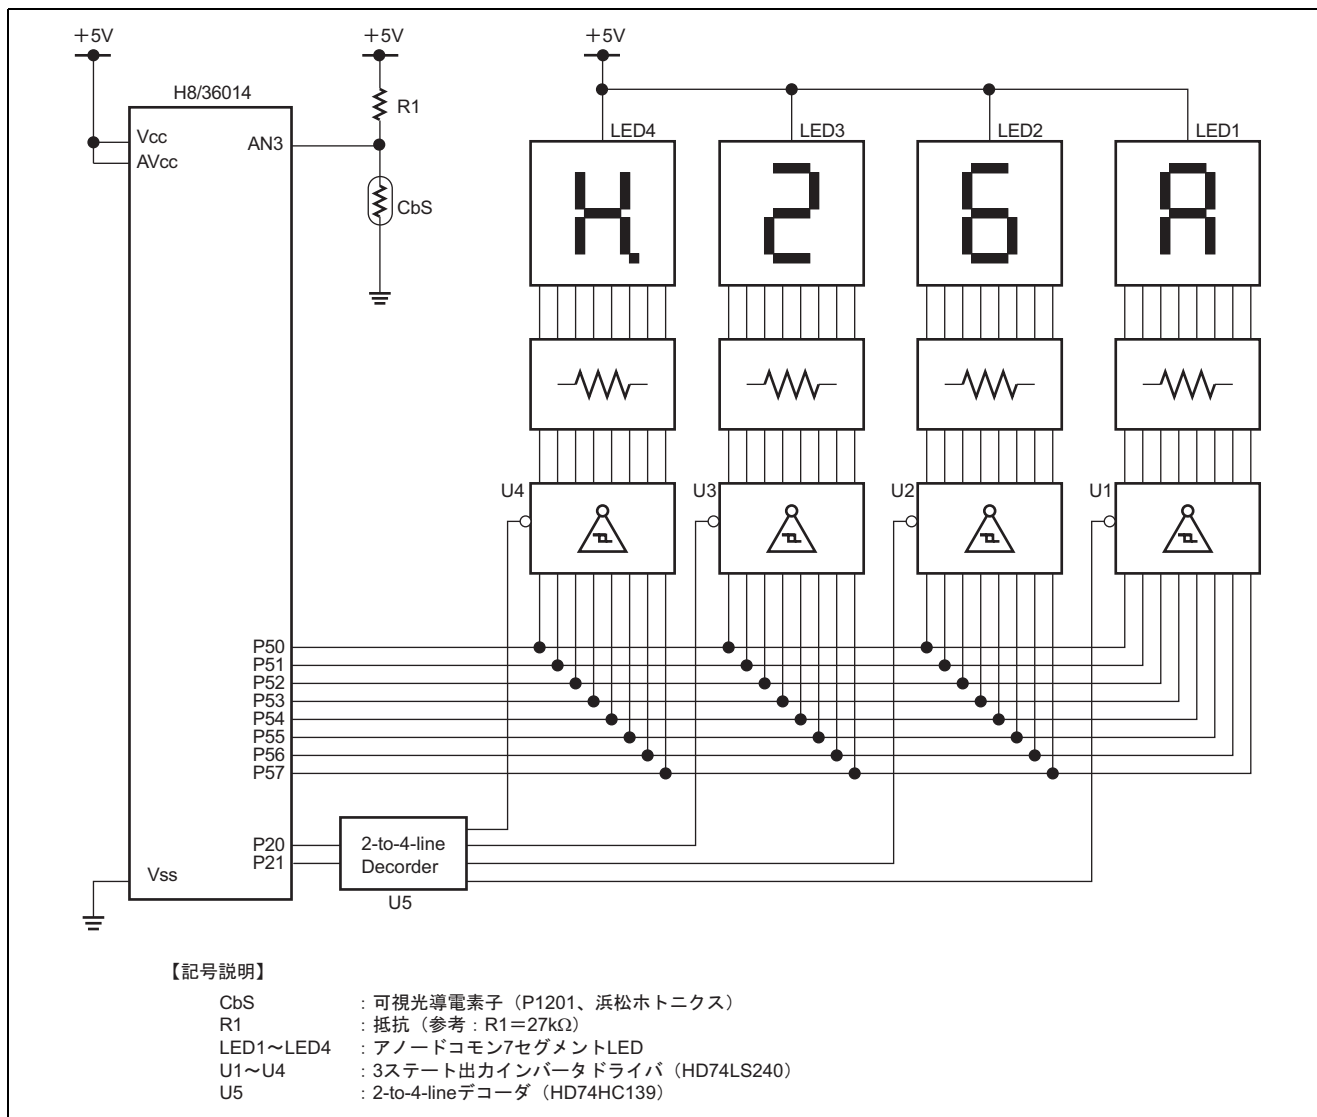 +5V
+5V
+5V
H8/36014
Vcc
AVcc
AN3
R1
CbS
LED4
LED3
LED2
LED1
H.
2
6
A
U4
U3
U2
U1
P50
P51
P52
P53
P54
P55
P56
P57
P20
P21
2-to-4-line
Decorder
U5
Vss
【記号説明】
CbS : 可視光導電素子（P1201、浜松ホトニクス）
R1 : 抵抗（参考：R1＝27kΩ）
LED1～LED4 : アノードコモン7セグメントLED
U1～U4 : 3ステート出力インバータドライバ（HD74LS240）
U5 : 2-to-4-lineデコーダ（HD74HC139）